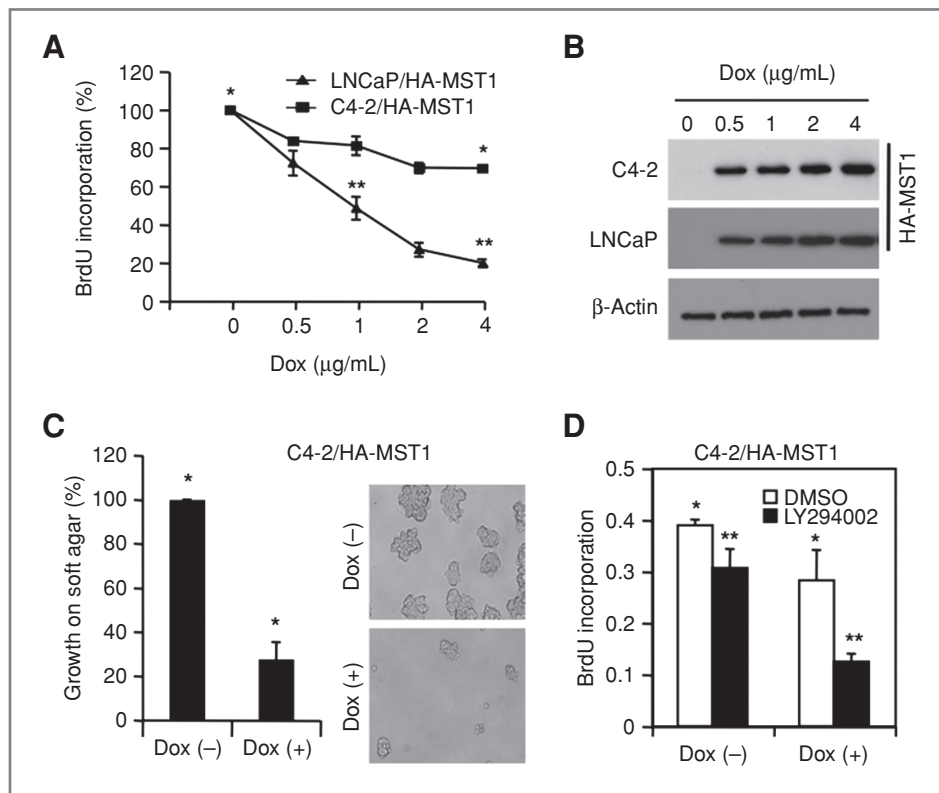 A
BrdU incorporation (%)
120
100
80
60
40
20
0
LNCaP/HA-MST1
C4-2/HA-MST1
*
**
*
**
0 0.5 1 2 4
Dox (μg/mL)
B
Dox (μg/mL)
0 0.5 1 2 4
C4-2
LNCaP
β-Actin
HA-MST1
C
C4-2/HA-MST1
Growth on soft agar (%)
120
100
80
60
40
20
0
*
*
Dox (–) Dox (+)
Dox (–)
Dox (+)
D
C4-2/HA-MST1
BrdU incorporation
0.5
0.4
0.3
0.2
0.1
0
DMSO
LY294002
*
**
*
**
Dox (–) Dox (+)